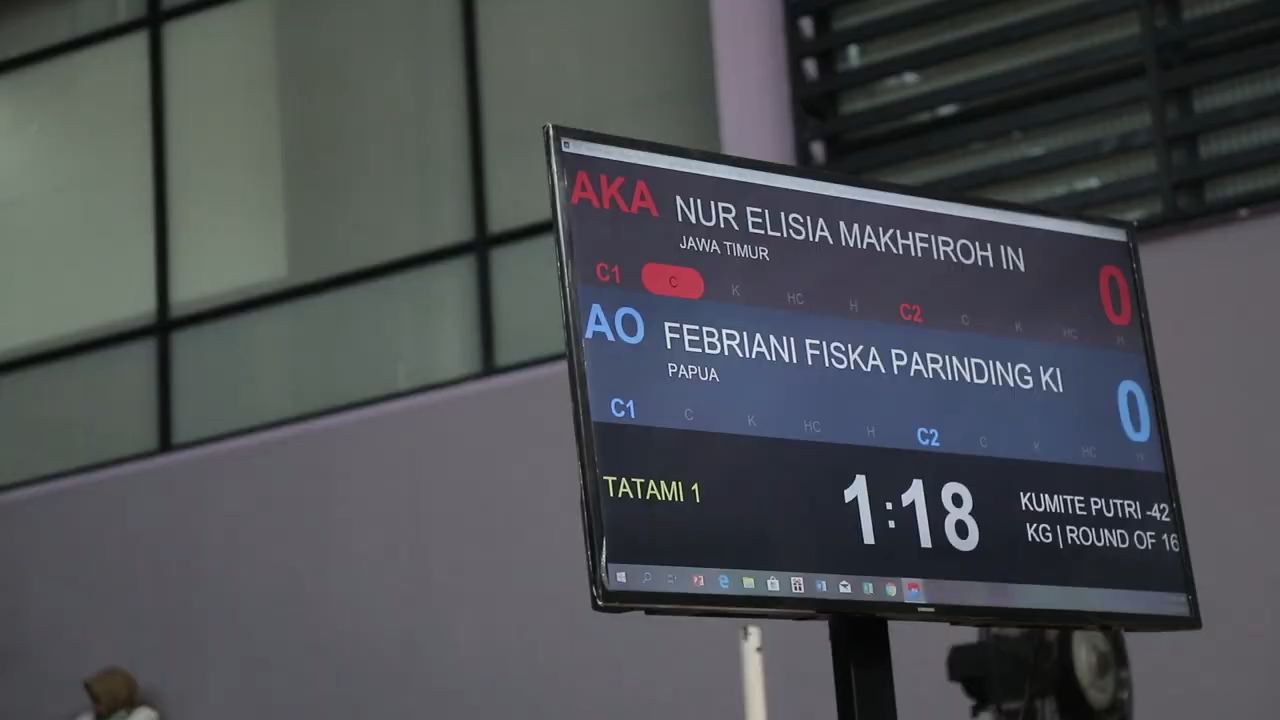 AKA NUR ELISIA MAKHFIROH IN
JAWA TIMUR
0
C1 C K HC H C2 C K HC H
AO FEBRIANI FISKA PARINDING KI
PAPUA
0
C1 C K HC H C2 C K HC H
TATAMI 1
1:18
KUMITE PUTRI -42
KG | ROUND OF 16